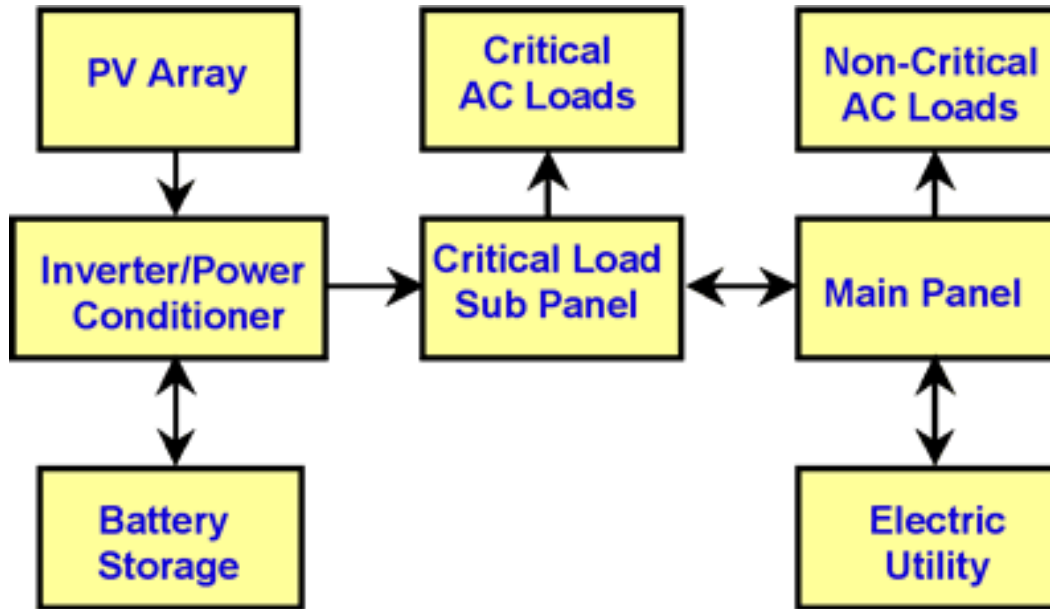 PV Array
Critical
AC Loads
Non-Critical
AC Loads
Inverter/Power
Conditioner
Critical Load
Sub Panel
Main Panel
Battery
Storage
Electric
Utility